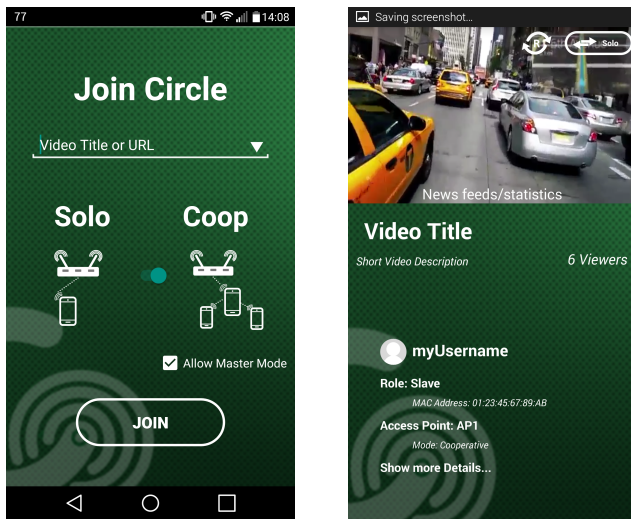 77
14:08
Join Circle
Video Title or URL
Solo
Coop
Allow Master Mode
JOIN
Saving screenshot...
R
Solo
News feeds/statistics
Video Title
Short Video Description
6 Viewers
myUsername
Role: Slave
MAC Address: 01:23:45:67:89:AB
Access Point: AP1
Mode: Cooperative
Show more Details...